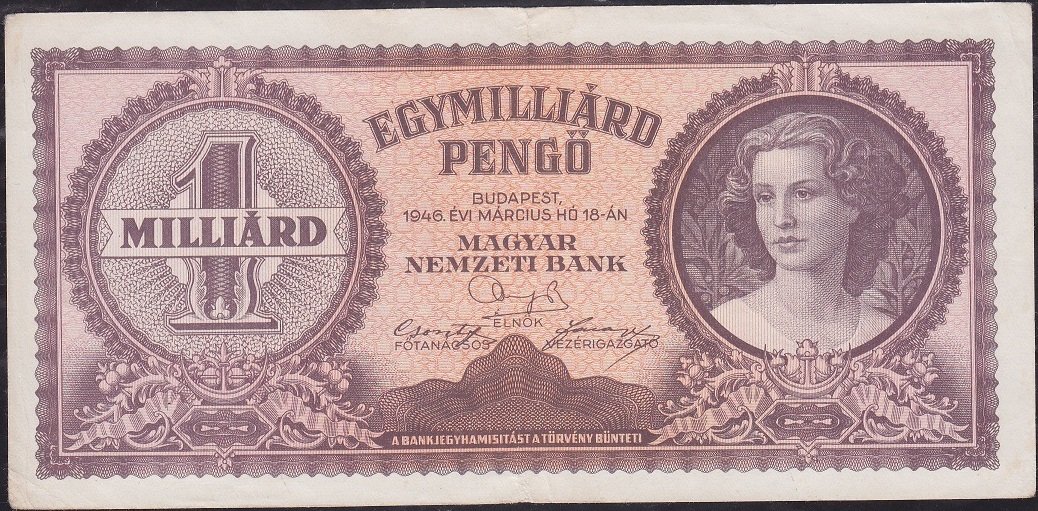 1
MILLIÁRD
EGYMILLIÁRD
PENGŐ
BUDAPEST,
1946. ÉVI MÁRCIUS HÓ 18-ÁN
MAGYAR
NEMZETI BANK
ELNÖK
FŐTANÁCSOS
VEZÉRIGAZGATÓ
A BANKJEGYHAMISITÁST A TÖRVÉNY BÜNTETI